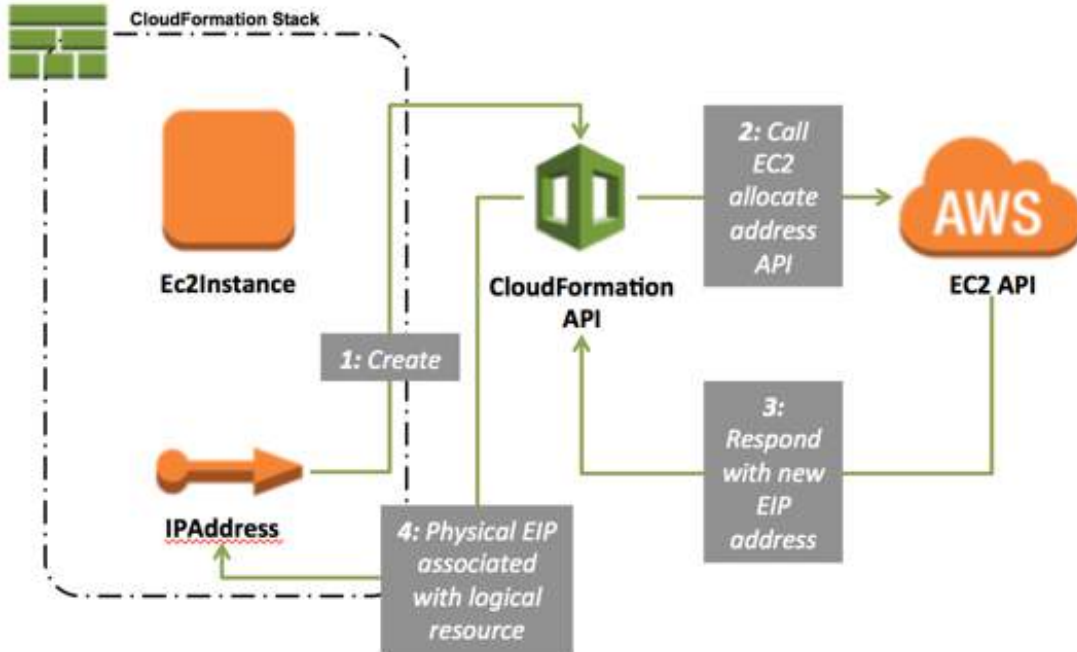 CloudFormation Stack
Ec2Instance
1: Create
IPAddress
CloudFormation
API
2: Call
EC2
allocate
address
API
AWS
EC2 API
3:
Respond
with new
EIP
address
4: Physical EIP
associated
with logical
resource